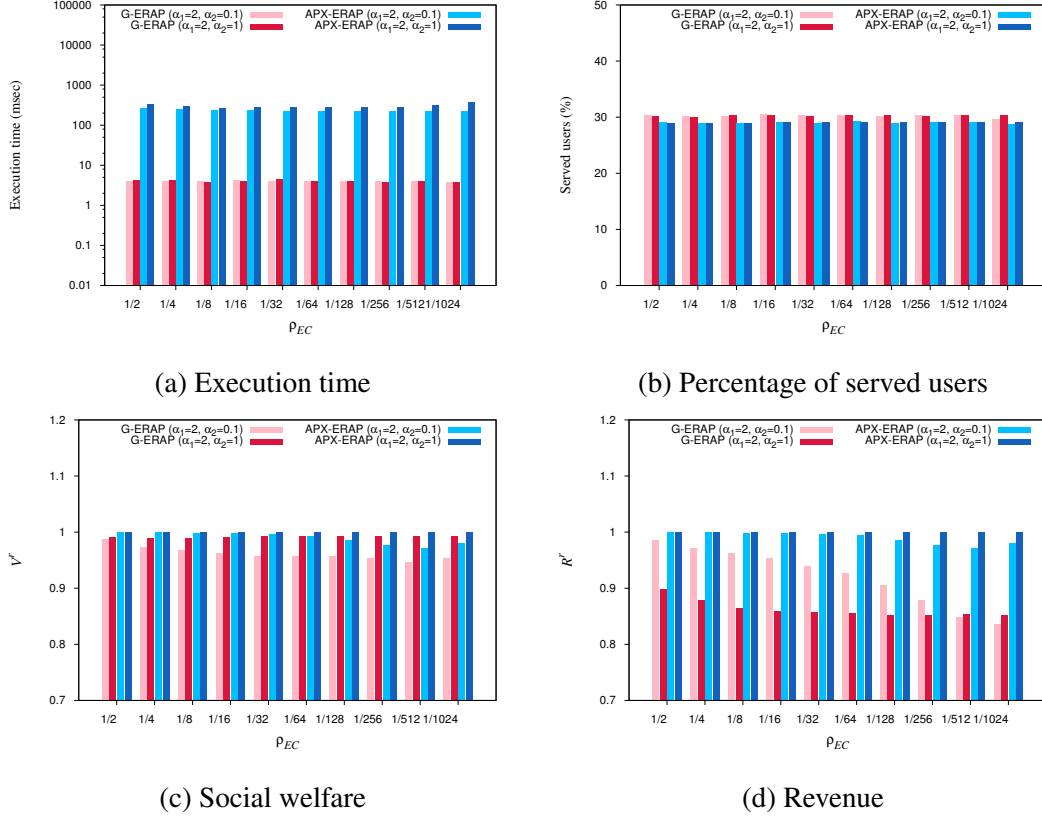 G-ERAP (α1=2, α2=0.1)
G-ERAP (α1=2, α2=1)
APX-ERAP (α1=2, α2=0.1)
APX-ERAP (α1=2, α2=1)
Execution time (msec)
100000
10000
1000
100
10
1
0.1
0.01
1/2 1/4 1/8 1/16 1/32 1/64 1/128 1/256 1/512 1/1024
ρEC
(a) Execution time
G-ERAP (α1=2, α2=0.1)
G-ERAP (α1=2, α2=1)
APX-ERAP (α1=2, α2=0.1)
APX-ERAP (α1=2, α2=1)
Served users (%)
50
40
30
20
10
0
1/2 1/4 1/8 1/16 1/32 1/64 1/128 1/256 1/512 1/1024
ρEC
(b) Percentage of served users
G-ERAP (α1=2, α2=0.1)
G-ERAP (α1=2, α2=1)
APX-ERAP (α1=2, α2=0.1)
APX-ERAP (α1=2, α2=1)
Vr
1.2
1.1
1
0.9
0.8
0.7
1/2 1/4 1/8 1/16 1/32 1/64 1/128 1/256 1/512 1/1024
ρEC
(c) Social welfare
G-ERAP (α1=2, α2=0.1)
G-ERAP (α1=2, α2=1)
APX-ERAP (α1=2, α2=0.1)
APX-ERAP (α1=2, α2=1)
Rr
1.2
1.1
1
0.9
0.8
0.7
1/2 1/4 1/8 1/16 1/32 1/64 1/128 1/256 1/512 1/1024
ρEC
(d) Revenue